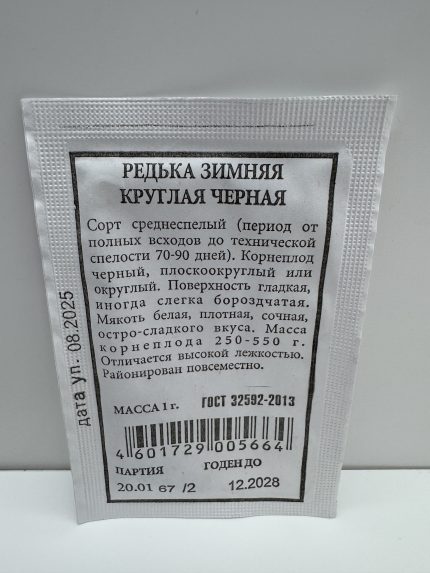 РЕДЬКА ЗИМНЯЯ
КРУГЛАЯ ЧЕРНАЯ
Сорт среднеспелый (период от
полных всходов до технической
спелости 70-90 дней). Корнеплод
черный, плоскоокруглый или
округлый. Поверхность гладкая,
иногда слегка бороздчатая.
Мякоть белая, плотная, сочная,
остро-сладкого вкуса. Масса
корнеплода 250-550 г.
Отличается высокой лежкостью.
Районирован повсеместно.
МАССА 1 г. ГОСТ 32592-2013
4 601729 005664
ПАРТИЯ ГОДЕН ДО
20.01 67 /2 12.2028
дата уп. 08.2025